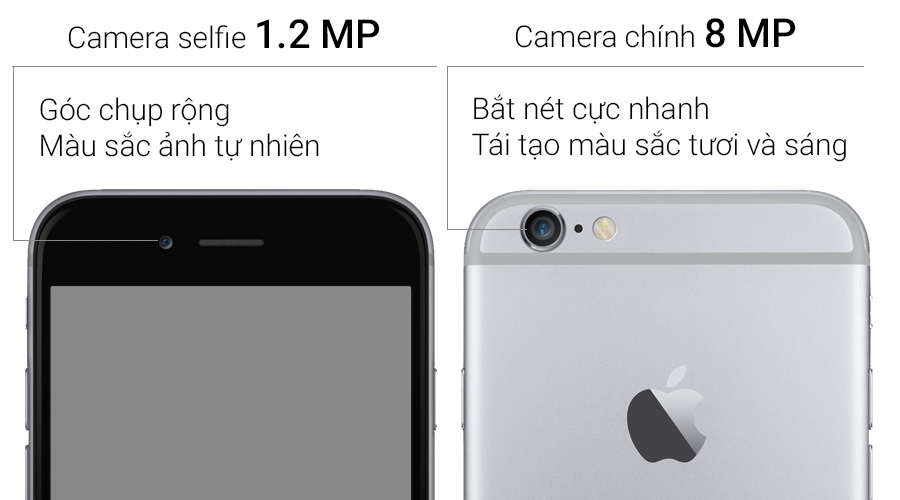 Camera selfie 1.2 MP
Góc chụp rộng
Màu sắc ảnh tự nhiên
Camera chính 8 MP
Bắt nét cực nhanh
Tái tạo màu sắc tươi và sáng